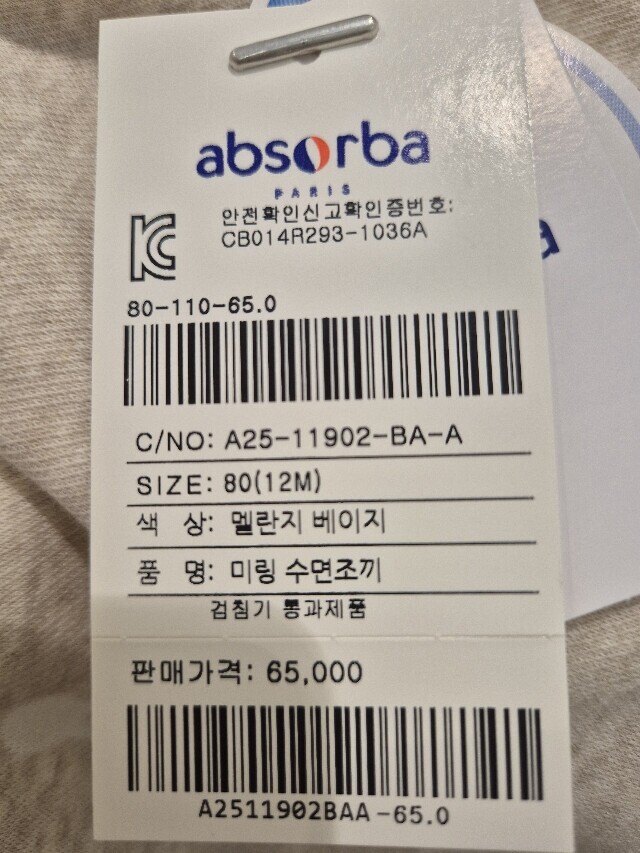 absorba
PARIS
안전확인신고확인증번호:
CB014R293-1036A
KC
80-110-65.0
C/NO: A25-11902-BA-A
SIZE: 80(12M)
색 상: 멜란지 베이지
품 명: 미링 수면조끼
검침기 통과제품
판매가격: 65,000
A2511902BAA-65.0
a